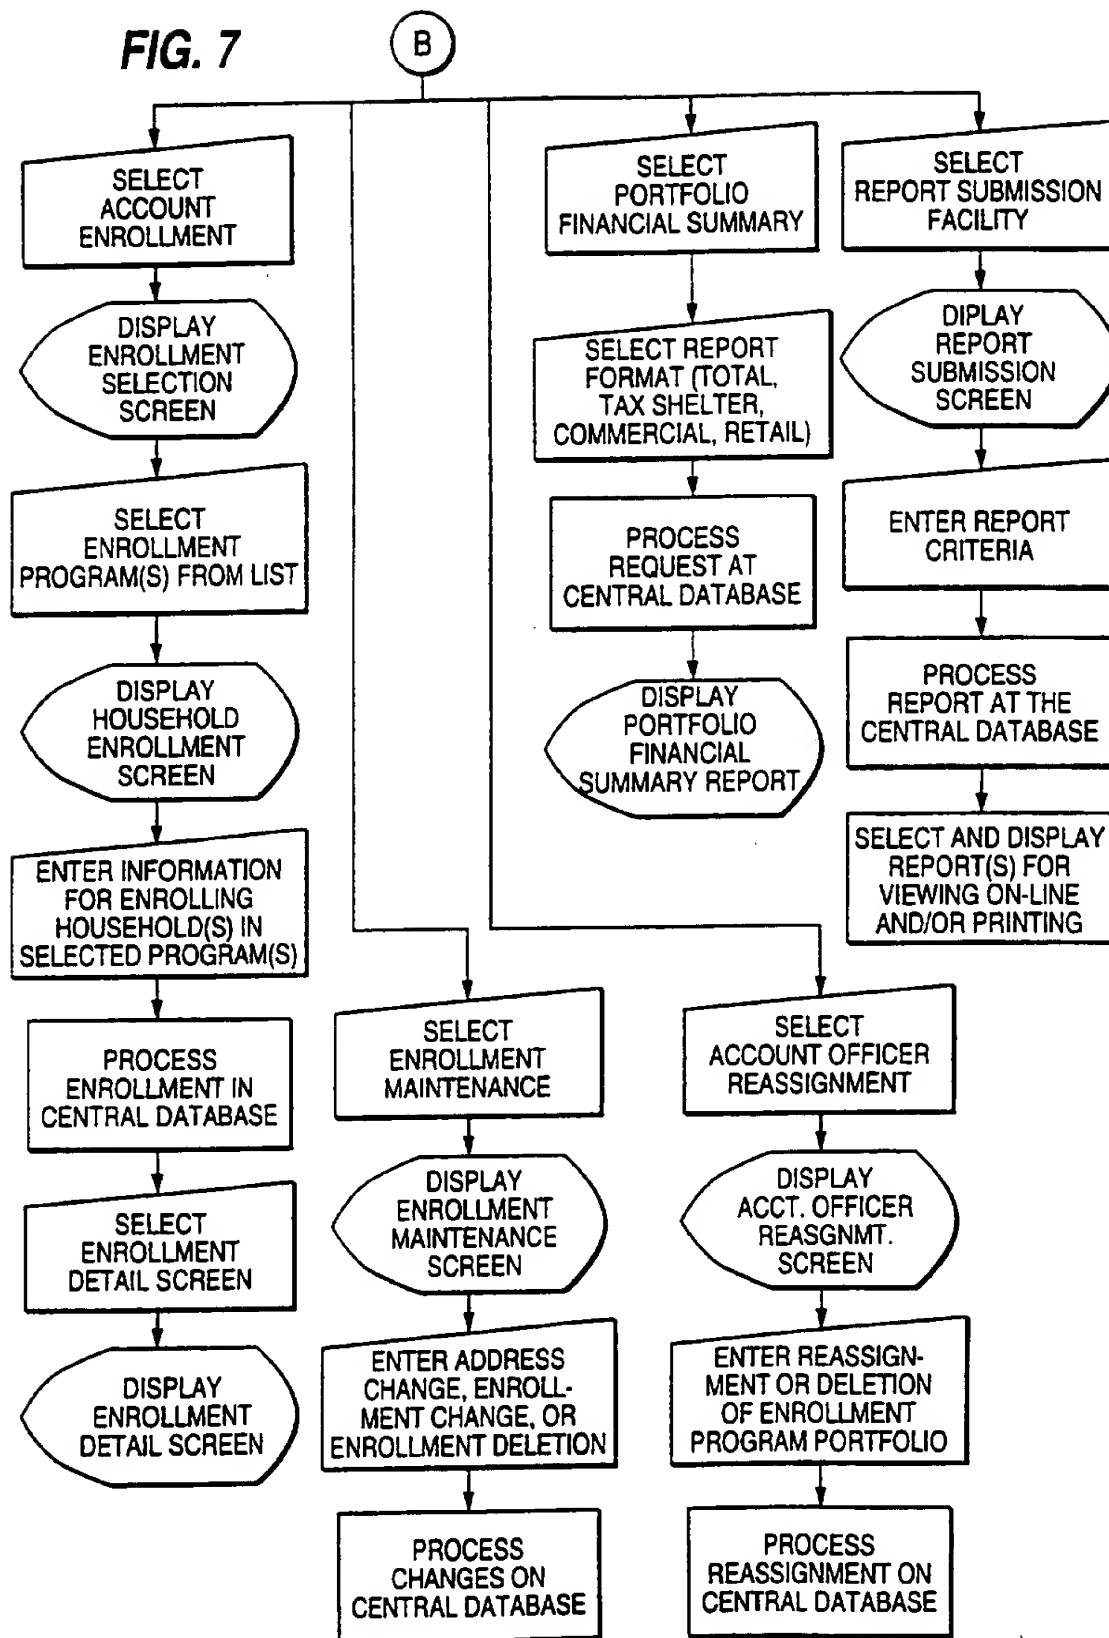 FIG. 7
B
SELECT
ACCOUNT
ENROLLMENT
DISPLAY
ENROLLMENT
SELECTION
SCREEN
SELECT
ENROLLMENT
PROGRAM(S) FROM LIST
DISPLAY
HOUSEHOLD
ENROLLMENT
SCREEN
ENTER INFORMATION
FOR ENROLLING
HOUSEHOLD(S) IN
SELECTED PROGRAM(S)
PROCESS
ENROLLMENT IN
CENTRAL DATABASE
SELECT
ENROLLMENT
DETAIL SCREEN
DISPLAY
ENROLLMENT
DETAIL SCREEN
SELECT
ENROLLMENT
MAINTENANCE
DISPLAY
ENROLLMENT
MAINTENANCE
SCREEN
ENTER ADDRESS
CHANGE, ENROLL-
MENT CHANGE, OR
ENROLLMENT DELETION
PROCESS
CHANGES ON
CENTRAL DATABASE
SELECT
ACCOUNT OFFICER
REASSIGNMENT
DISPLAY
ACCT. OFFICER
REASGNMT.
SCREEN
ENTER REASSIGN-
MENT OR DELETION
OF ENROLLMENT
PROGRAM PORTFOLIO
PROCESS
REASSIGNMENT ON
CENTRAL DATABASE
SELECT
PORTFOLIO
FINANCIAL SUMMARY
SELECT REPORT
FORMAT (TOTAL,
TAX SHELTER,
COMMERCIAL, RETAIL)
PROCESS
REQUEST AT
CENTRAL DATABASE
DISPLAY
PORTFOLIO
FINANCIAL
SUMMARY REPORT
SELECT
REPORT SUBMISSION
FACILITY
DIPLAY
REPORT
SUBMISSION
SCREEN
ENTER REPORT
CRITERIA
PROCESS
REPORT AT THE
CENTRAL DATABASE
SELECT AND DISPLAY
REPORT(S) FOR
VIEWING ON-LINE
AND/OR PRINTING